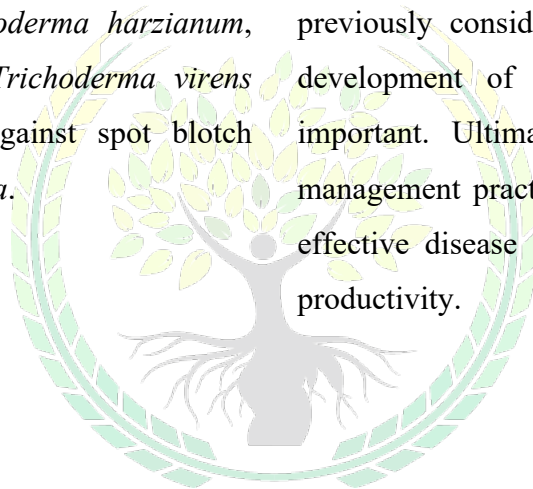 oderma harzianum,
Trichoderma virens
gainst spot blotch
a.
previously consid
development of
important. Ultima
management pract
effective disease
productivity.